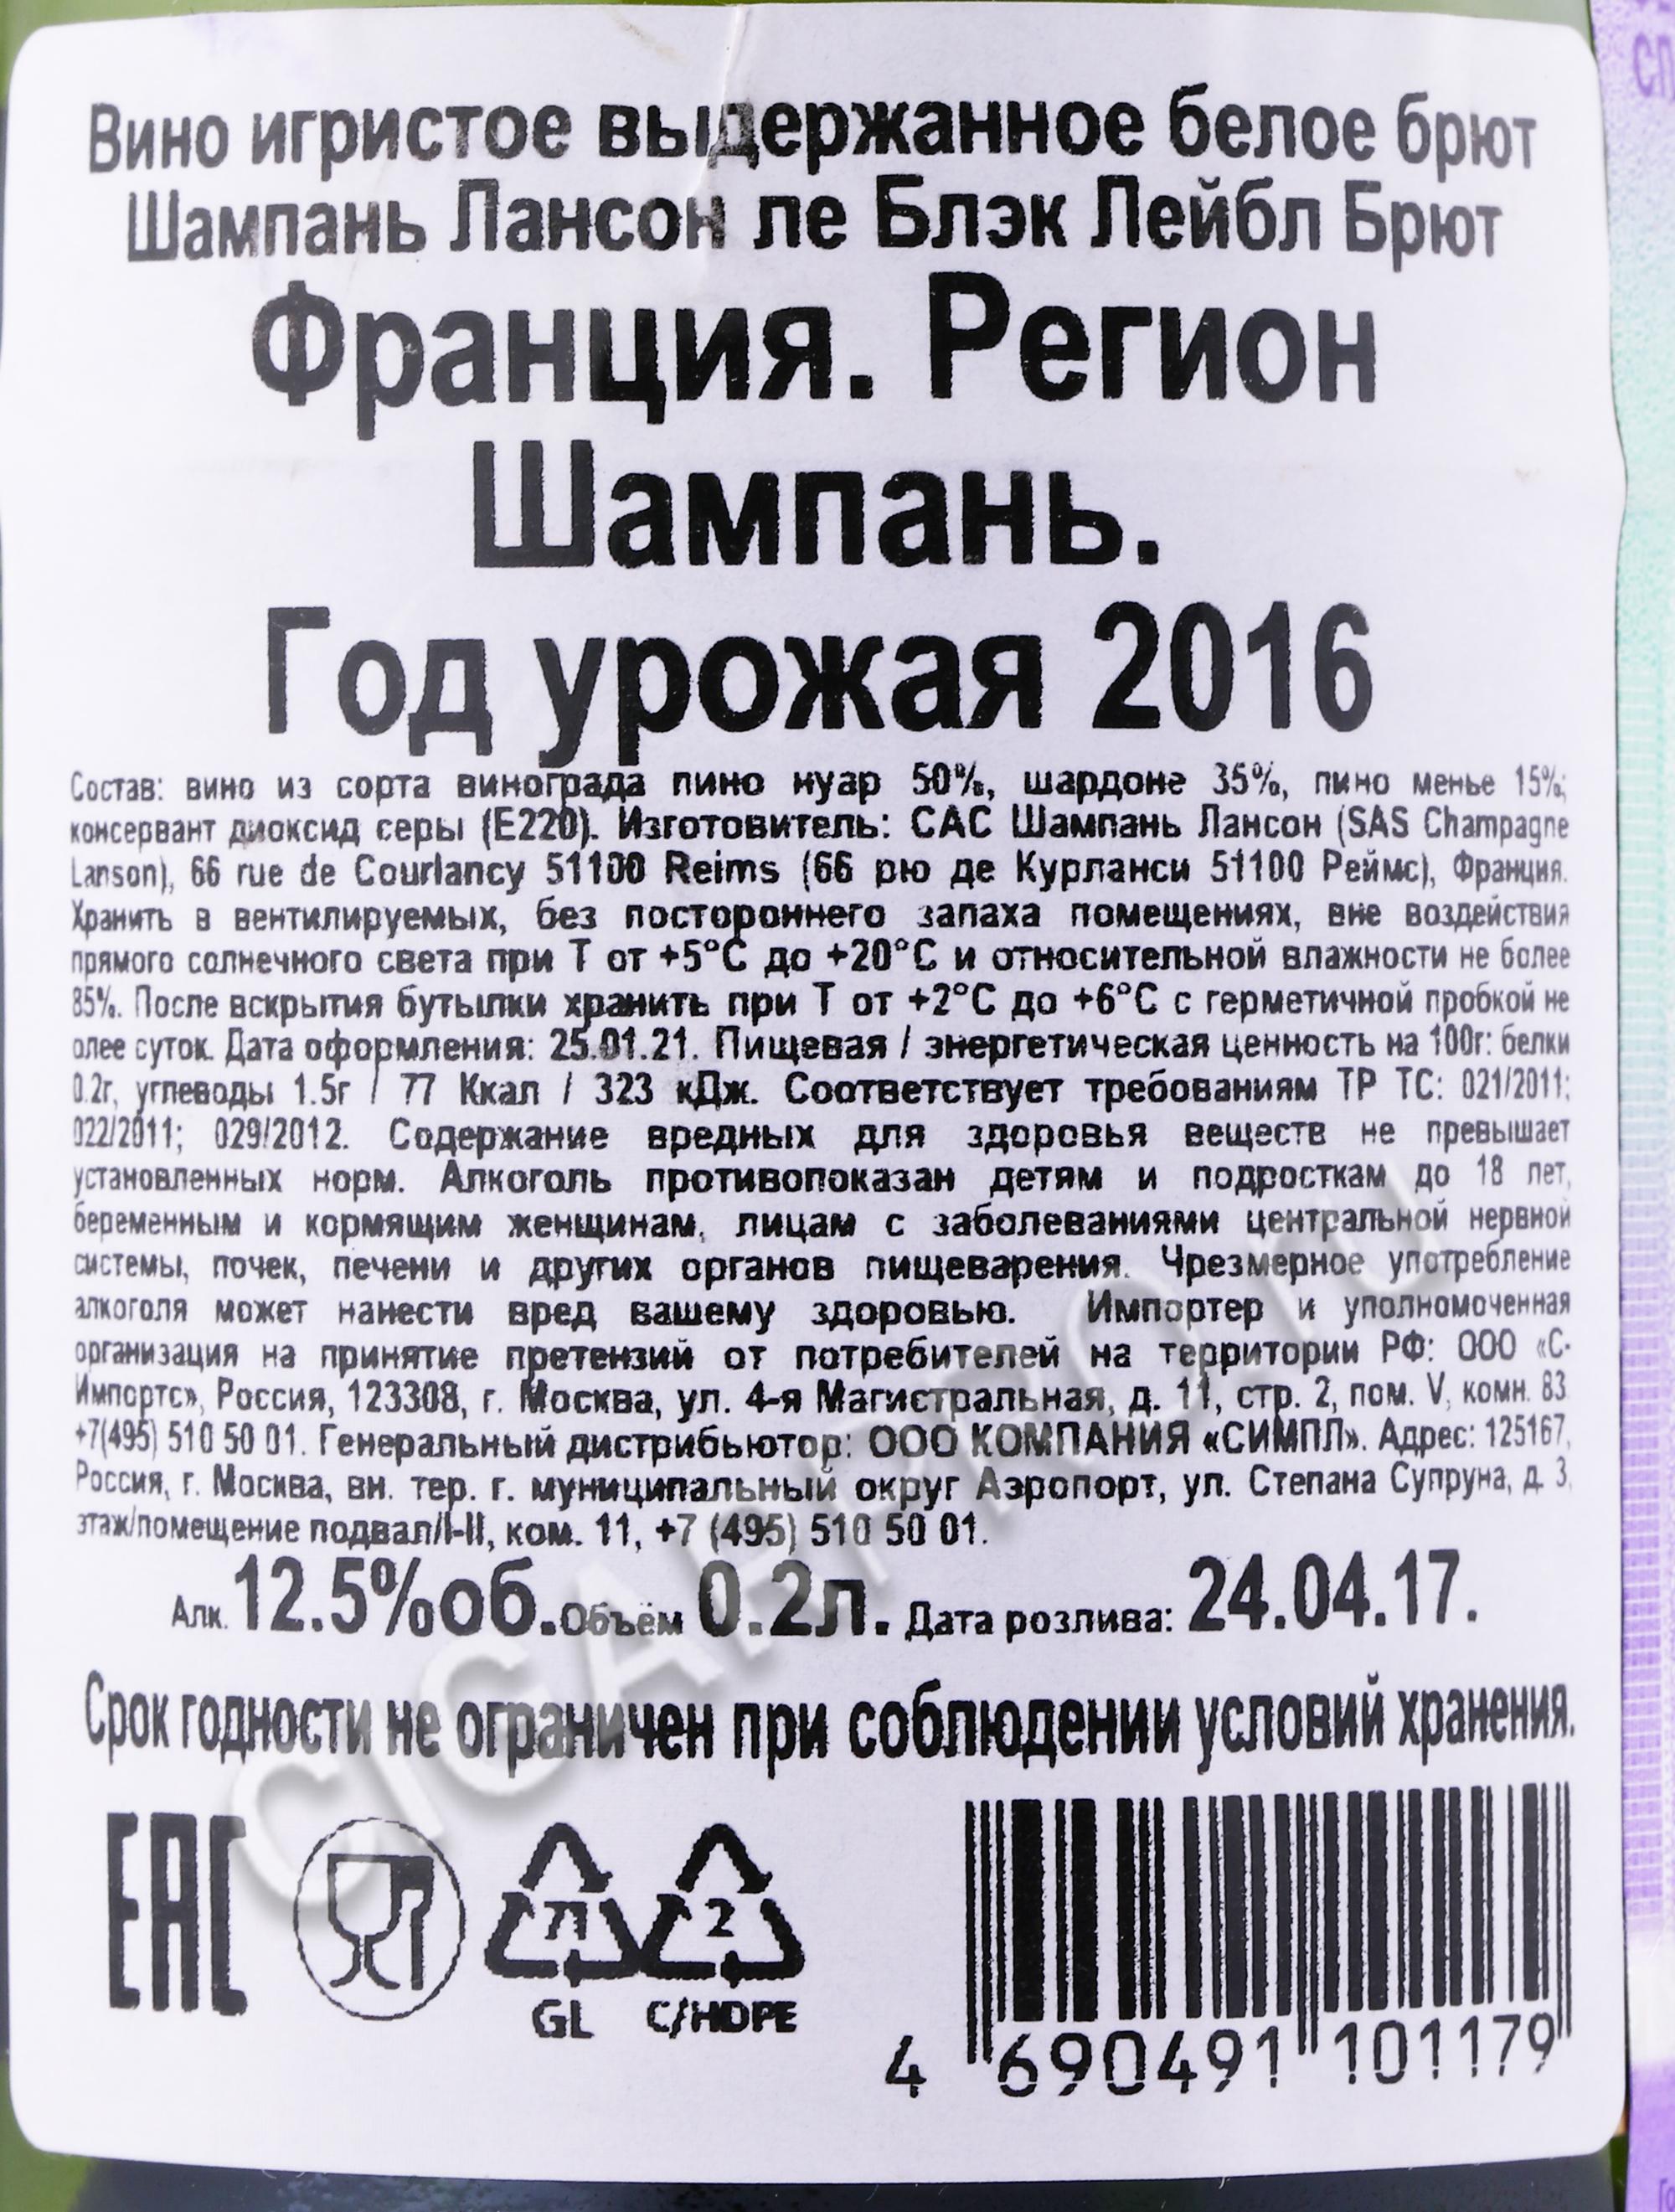 Вино игристое выдержанное белое брют
Шампань Лансон ле Блэк Лейбл Брют
Франция. Регион
Шампань.
Год урожая 2016
Состав: вино из сорта винограда пино нуар 50%, шардоне 35%, пино менье 15%;
консервант диоксид серы (Е220). Изготовитель: САС Шампань Лансон (SAS Champagne
Lanson), 66 rue de Courlancy 51100 Reims (66 рю де Курланси 51100 Реймс), Франция.
Хранить в вентилируемых, без постороннего запаха помещениях, вне воздействия
прямого солнечного света при Т от +5°С до +20°С и относительной влажности не более
85%. После вскрытия бутылки хранить при Т от +2°С до +6°С с герметичной пробкой не
олее суток. Дата оформления: 25.01.21. Пищевая / энергетическая ценность на 100г: белки
0.2г, углеводы 1.5г / 77 Ккал / 323 кДж. Соответствует требованиям ТР ТС: 021/2011;
022/2011; 029/2012. Содержание вредных для здоровья веществ не превышает
установленных норм. Алкоголь противопоказан детям и подросткам до 18 лет,
беременным и кормящим женщинам, лицам с заболеваниями центральной нервной
системы, почек, печени и других органов пищеварения. Чрезмерное употребление
алкоголя может нанести вред вашему здоровью. Импортер и уполномоченная
организация на принятие претензий от потребителей на территории РФ: ООО «С-
Импортс», Россия, 123308, г. Москва, ул. 4-я Магистральная, д. 11, стр. 2, пом. V, комн. 83
+7(495) 510 50 01. Генеральный дистрибьютор: ООО КОМПАНИЯ «СИМПЛ». Адрес: 125167,
Россия, г. Москва, вн. тер. г. муниципальный округ Аэропорт, ул. Степана Супруна, д. 3,
этаж/помещение подвал/I-II, ком. 11, +7 (495) 510 50 01.
Алк. 12.5%об. Объём 0.2л. Дата розлива: 24.04.17.
Срок годности не ограничен при соблюдении условий хранения.
EAC
71 2
GL C/HDPE
4 690491 101179
CIGARPRO.ru